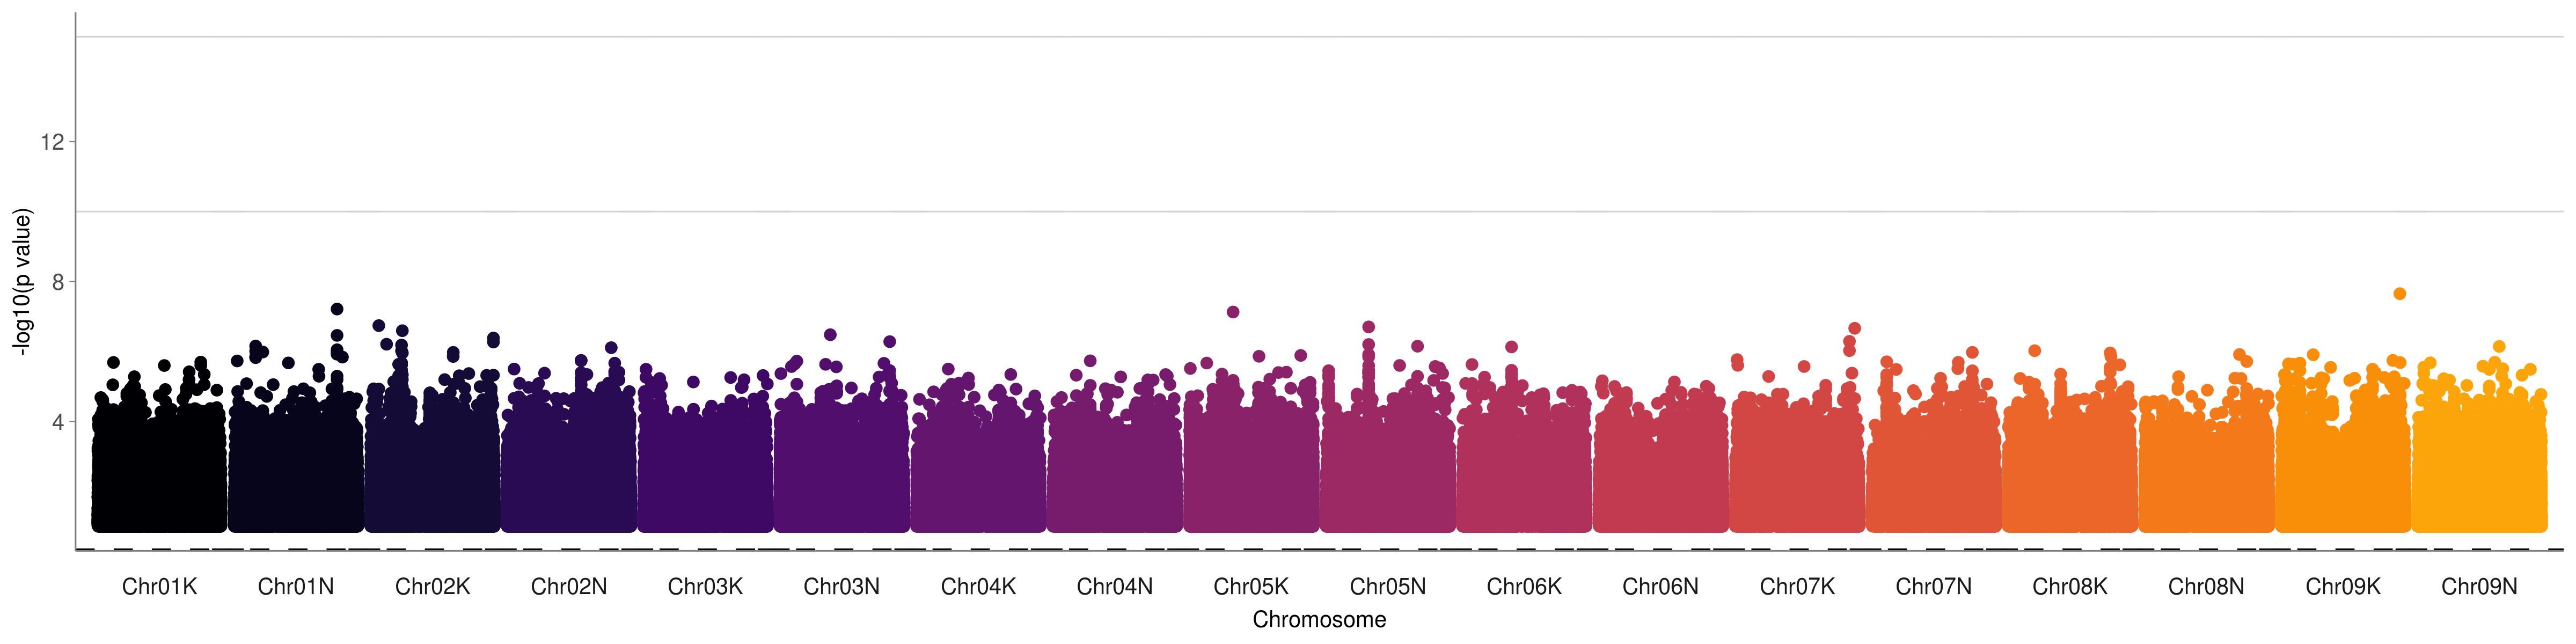 12
8
4
-log10(p value)
Chr01K Chr01N Chr02K Chr02N Chr03K Chr03N Chr04K Chr04N Chr05K Chr05N Chr06K Chr06N Chr07K Chr07N Chr08K Chr08N Chr09K Chr09N
Chromosome